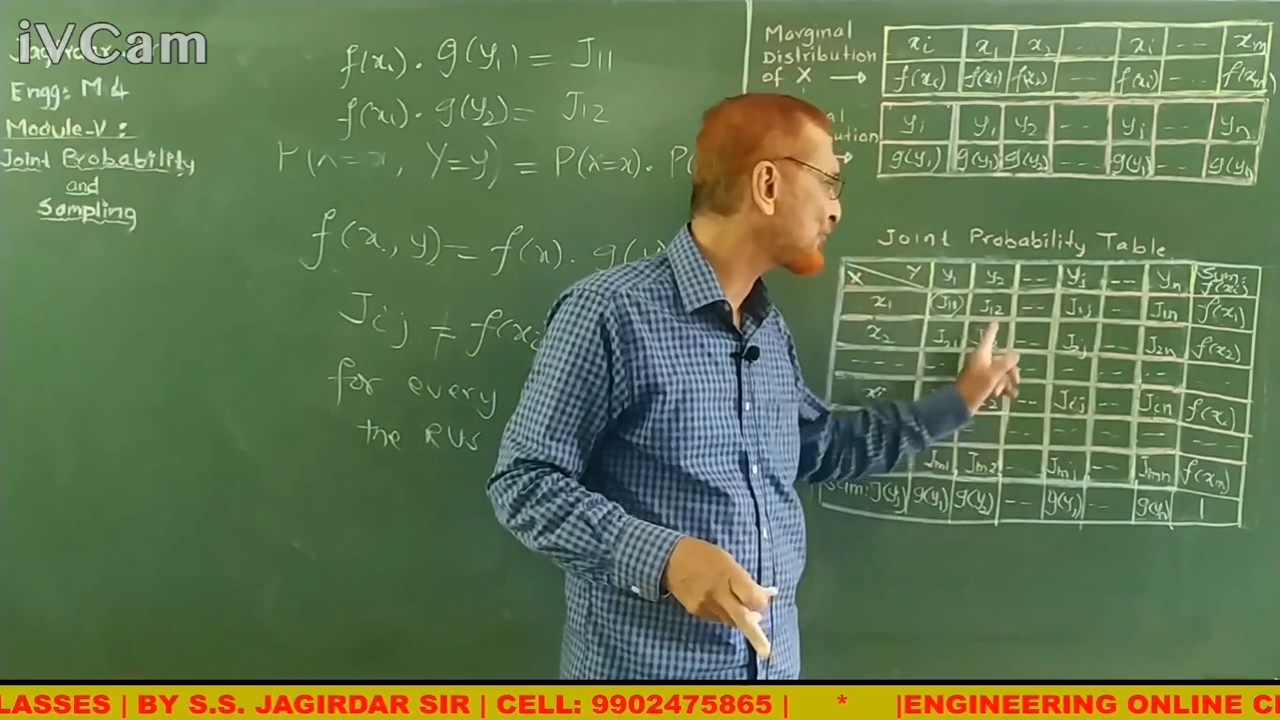 iVCam
Jagirdar
Engg: M4
Module-V:
Joint Probability
and
Sampling
f(x₁) · g(y₁) = J11
f(x₁) · g(y₂) = J12
Y=y) = P(X=x) ·
f(x, y) = f(x) ·
Jij ≠ f(xi
for every
the RVs
Marginal
Distribution
of X →
xi x1 x2 -- xi -- xm
f(xi) f(x1) f(x2) -- f(xi) -- f(xm)
yj y1 y2 -- yj -- yn
g(yj) g(y1) g(y2) -- g(yj) -- g(yn)
Joint Probability Table
X Y y1 y2 -- yj -- yn Sum: f(xi)
x1 J11 J12 -- J1j - J1n f(x1)
x2 J21 -- J2j -- J2n f(x2)
xi -- Jij -- Jin f(xi)
Jm1 Jm2 -- Jmj -- Jmn f(xm)
Sum: g(y1) g(y2) -- g(yj) -- g(yn) 1
LASSES | BY S.S. JAGIRDAR SIR | CELL: 9902475865 | * |ENGINEERING ONLINE C